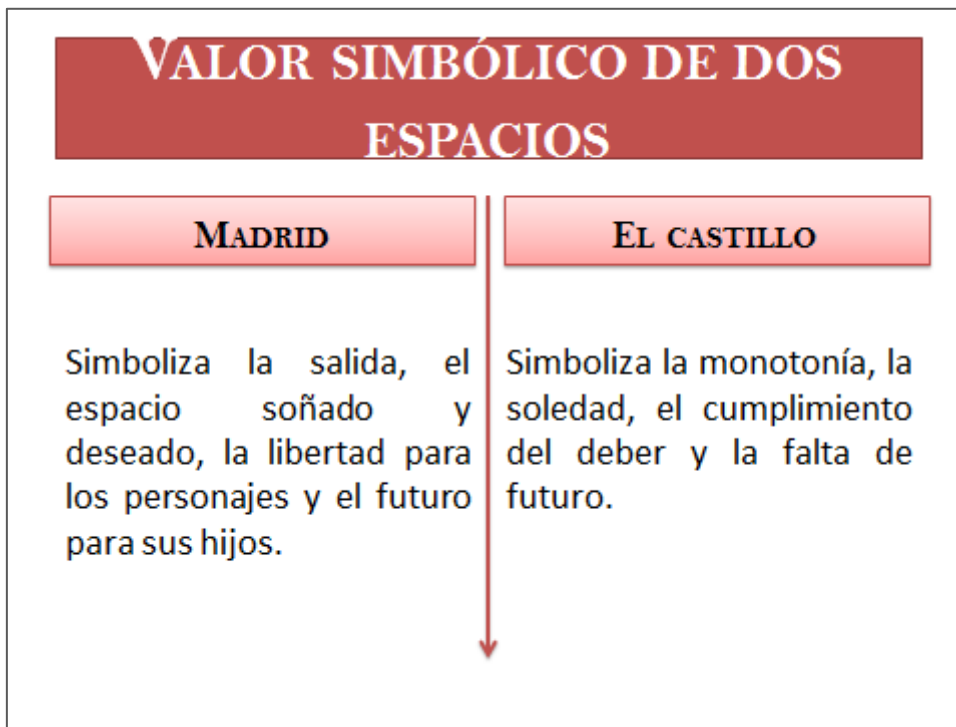 VALOR SIMBÓLICO DE DOS
ESPACIOS
MADRID
Simboliza la salida, el
espacio soñado y
deseado, la libertad para
los personajes y el futuro
para sus hijos.
EL CASTILLO
Simboliza la monotonía, la
soledad, el cumplimiento
del deber y la falta de
futuro.